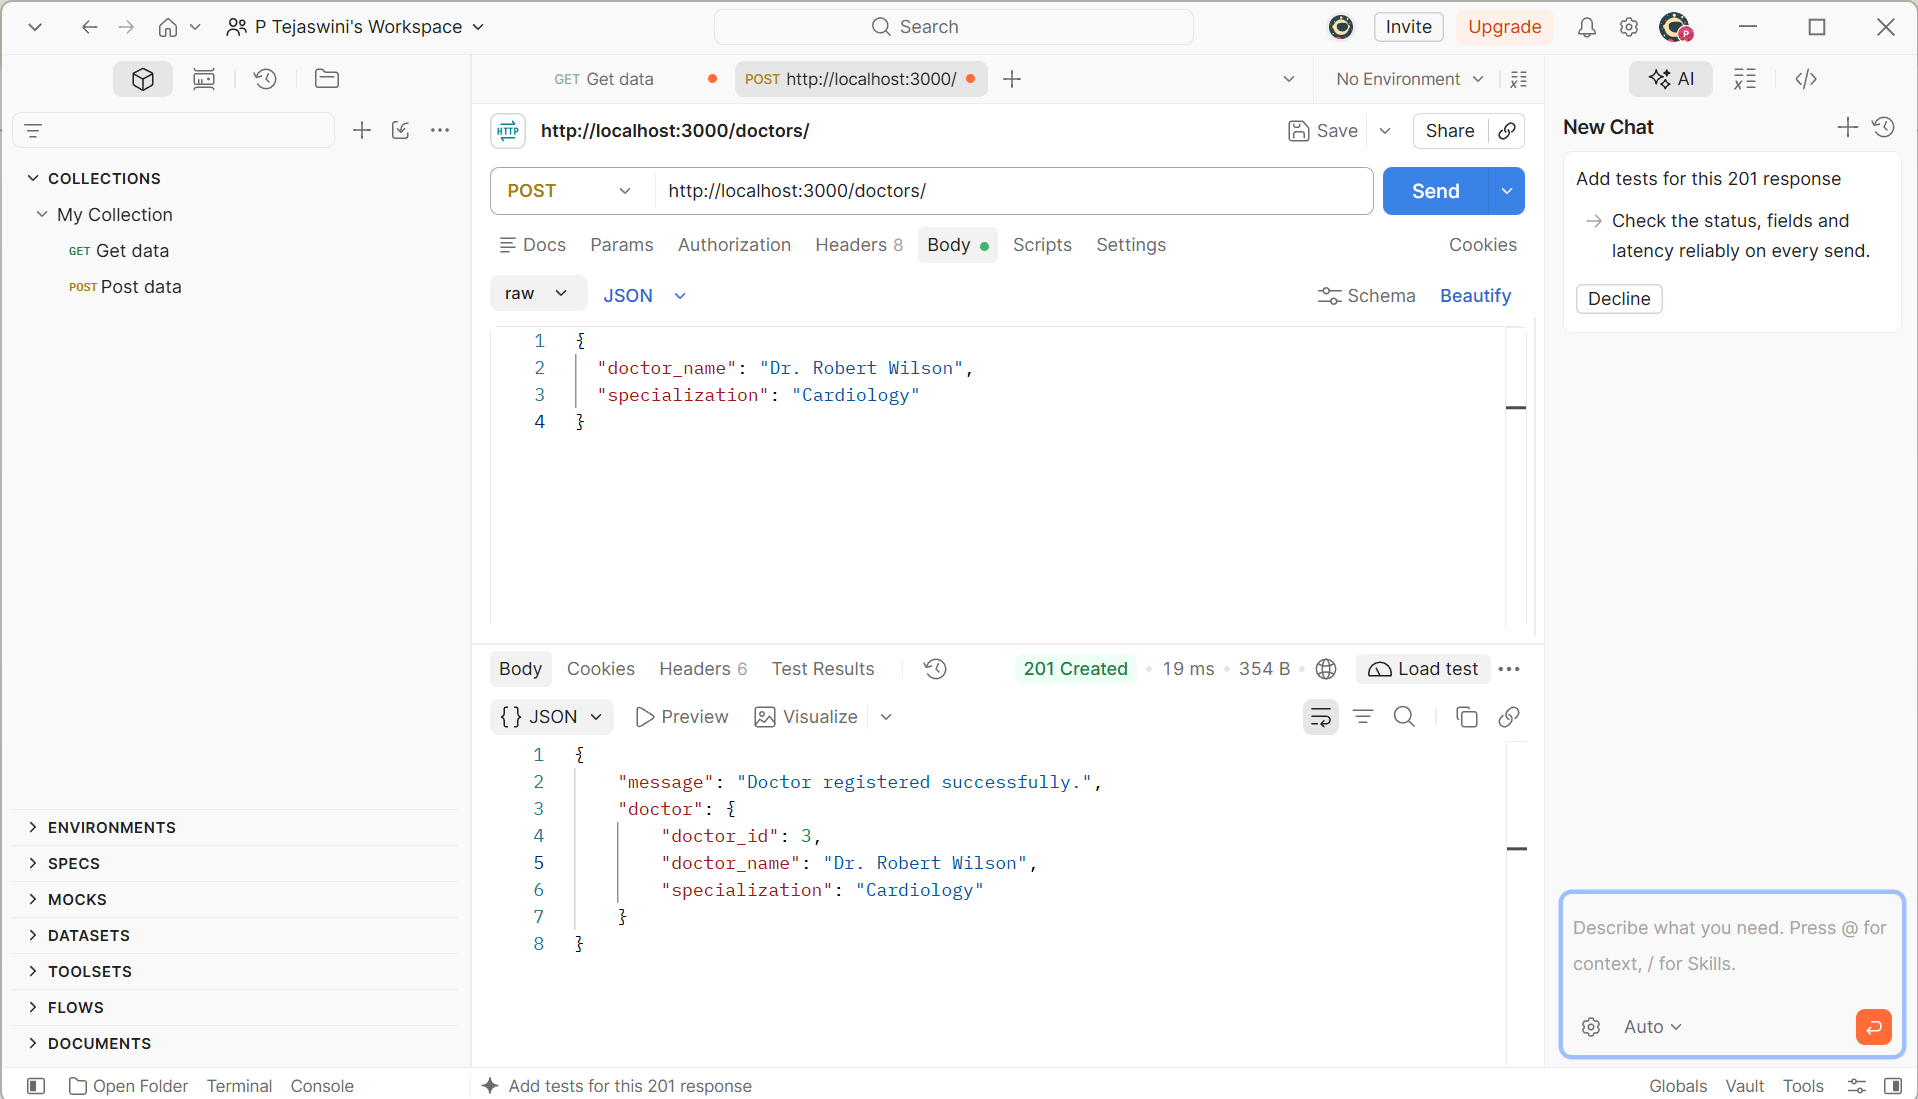 P Tejaswini's Workspace
Search
Invite
Upgrade
P
GET Get data
POST http://localhost:3000/
No Environment
AI
HTTP
http://localhost:3000/doctors/
Save
Share
New Chat
COLLECTIONS
My Collection
GET Get data
POST Post data
POST
http://localhost:3000/doctors/
Send
Add tests for this 201 response
Check the status, fields and
latency reliably on every send.
Decline
Docs
Params
Authorization
Headers 8
Body
Scripts
Settings
Cookies
raw
JSON
Schema
Beautify
1 {
2 "doctor_name": "Dr. Robert Wilson",
3 "specialization": "Cardiology"
4 }
Body
Cookies
Headers 6
Test Results
201 Created
19 ms
354 B
Load test
{} JSON
Preview
Visualize
1 {
2 "message": "Doctor registered successfully.",
3 "doctor": {
4 "doctor_id": 3,
5 "doctor_name": "Dr. Robert Wilson",
6 "specialization": "Cardiology"
7 }
8 }
ENVIRONMENTS
SPECS
MOCKS
DATASETS
TOOLSETS
FLOWS
DOCUMENTS
Describe what you need. Press @ for
context, / for Skills.
Auto
Open Folder
Terminal
Console
Add tests for this 201 response
Globals
Vault
Tools